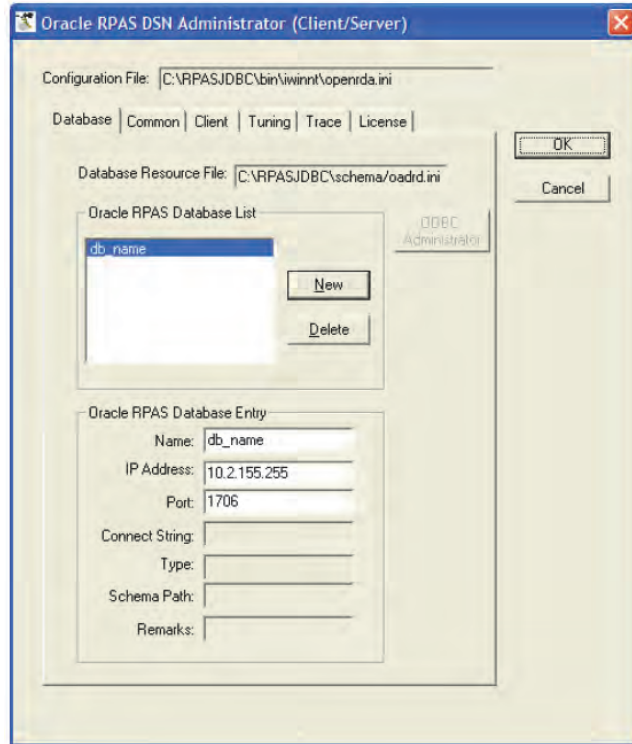 Oracle RPAS DSN Administrator (Client/Server)
Configuration File: C:\RPASJDBC\bin\iwinnt\openrda.ini
Database Common Client Tuning Trace License
OK
Database Resource File: C:\RPASJDBC\schema/oadrd.ini
Cancel
Oracle RPAS Database List
ODBC
Administrator
db_name
New
Delete
Oracle RPAS Database Entry
Name: db_name
IP Address: 10.2.155.255
Port: 1706
Connect String:
Type:
Schema Path:
Remarks: